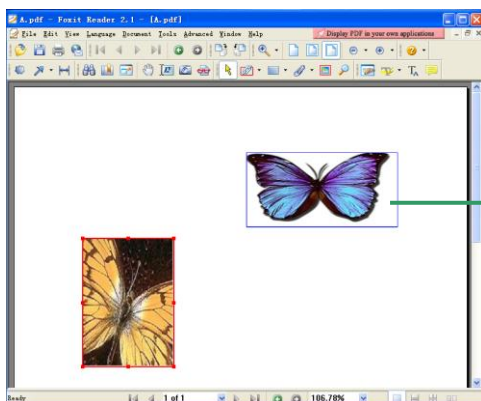 A.pdf - Foxit Reader 2.1 - [A.pdf]
File Edit View Language Document Tools Advanced Window Help
Display PDF in your own applications
Ready
1 of 1
106.78%